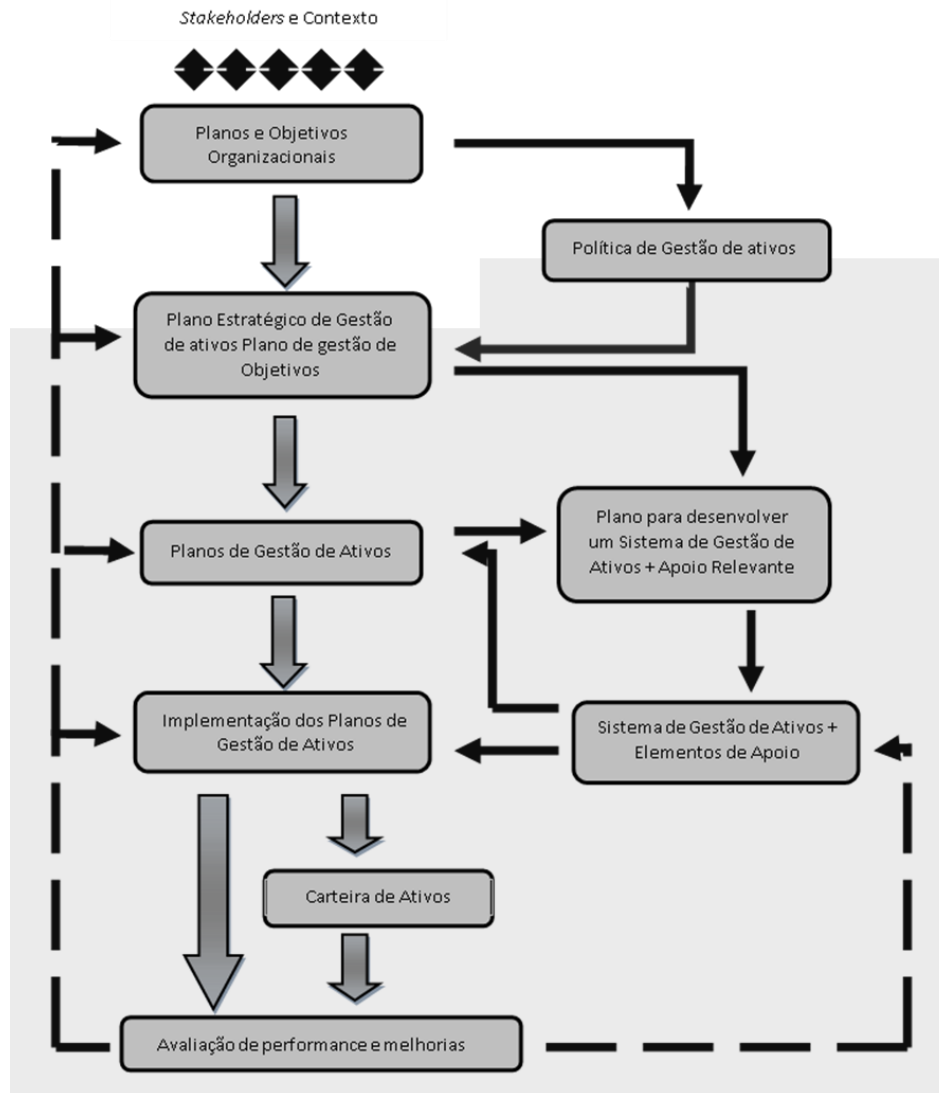 Stakeholders e Contexto
Planos e Objetivos
Organizacionais
Política de Gestão de ativos
Plano Estratégico de Gestão
de ativos Plano de gestão de
Objetivos
Planos de Gestão de Ativos
Plano para desenvolver
um Sistema de Gestão de
Ativos + Apoio Relevante
Implementação dos Planos de
Gestão de Ativos
Sistema de Gestão de Ativos +
Elementos de Apoio
Carteira de Ativos
Avaliação de performance e melhorias